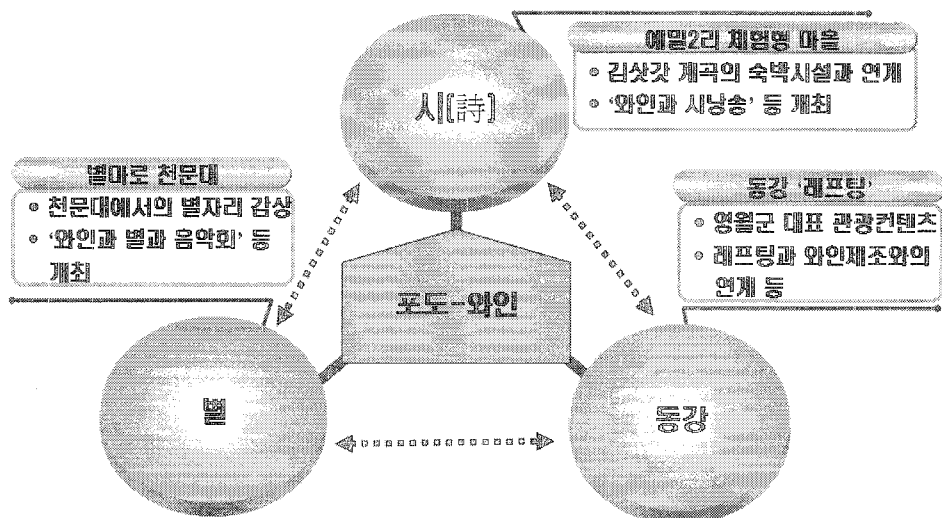 예밀2리 체험형 마을
• 김삿갓 계곡의 숙박시설과 연계
• ‘와인과 시낭송’ 등 개최
시[詩]
별마로 천문대
• 천문대에서의 별자리 감상
• ‘와인과 별과 음악회’ 등
개최
동강 ‘래프팅’
• 영월군 대표 관광컨텐츠
• 래프팅과 와인제조와의
연계 등
포도-와인
별
동강